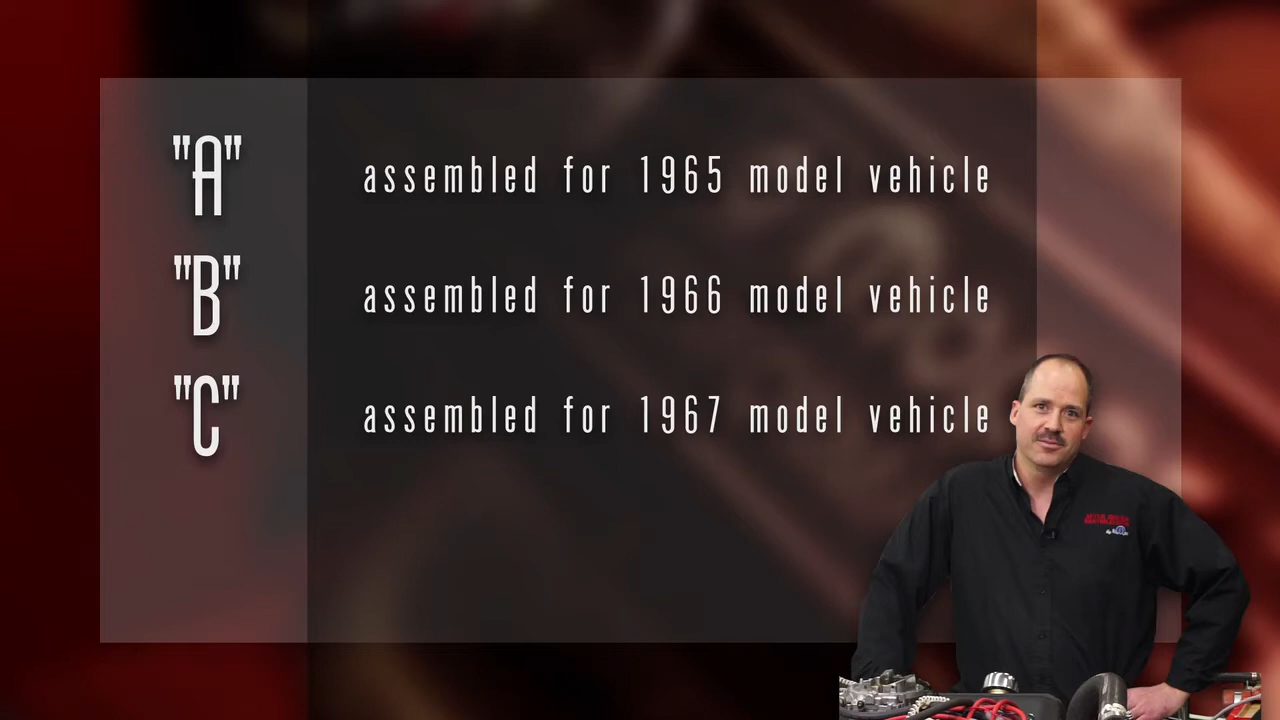 "A" assembled for 1965 model vehicle
"B" assembled for 1966 model vehicle
"C" assembled for 1967 model vehicle